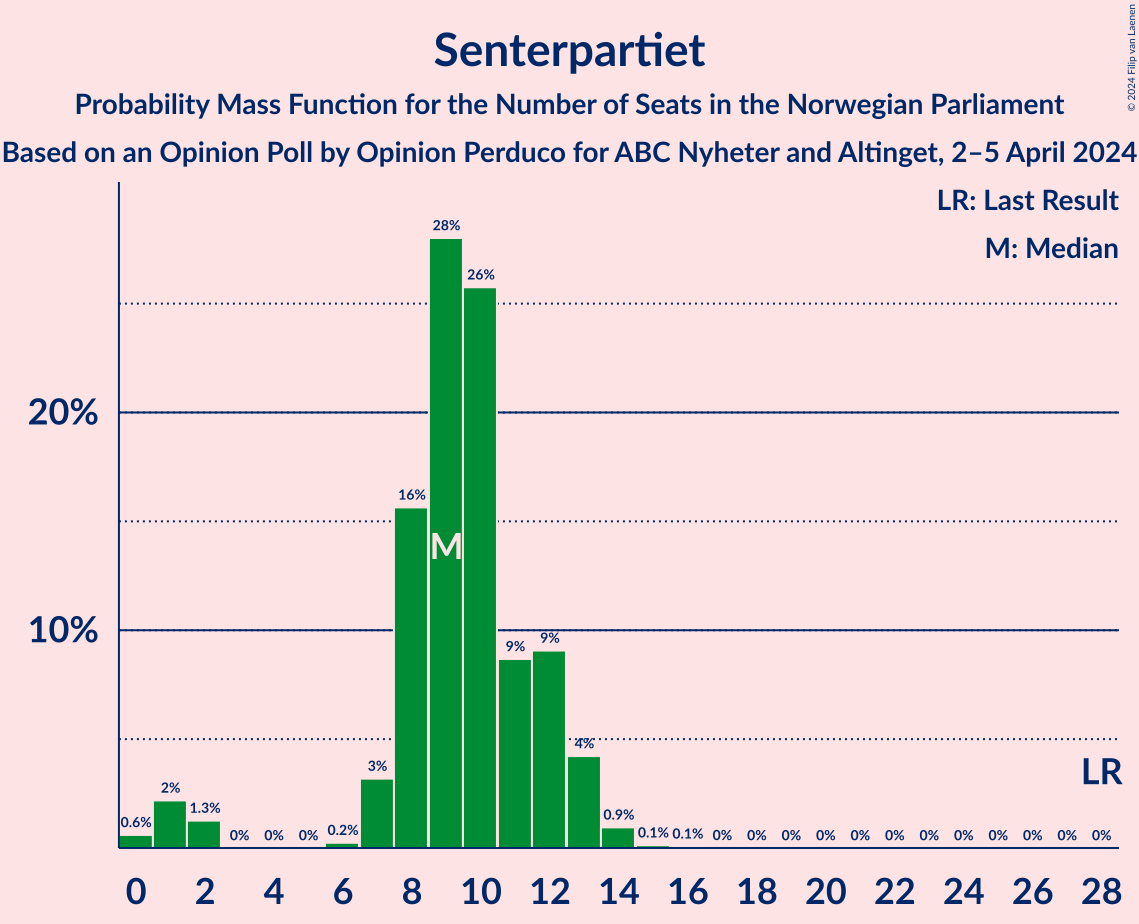 Senterpartiet
Probability Mass Function for the Number of Seats in the Norwegian Parliament
Based on an Opinion Poll by Opinion Perduco for ABC Nyheter and Altinget, 2–5 April 2024
© 2024 Filip van Laenen
LR: Last Result
M: Median
28%
26%
20%
16%
M
10%
9%
9%
4%
LR
3%
2%
1.3%
0.9%
0.6% 0% 0% 0% 0.2% 0.1% 0.1% 0% 0% 0% 0% 0% 0% 0% 0% 0% 0% 0% 0%
0 2 4 6 8 10 12 14 16 18 20 22 24 26 28